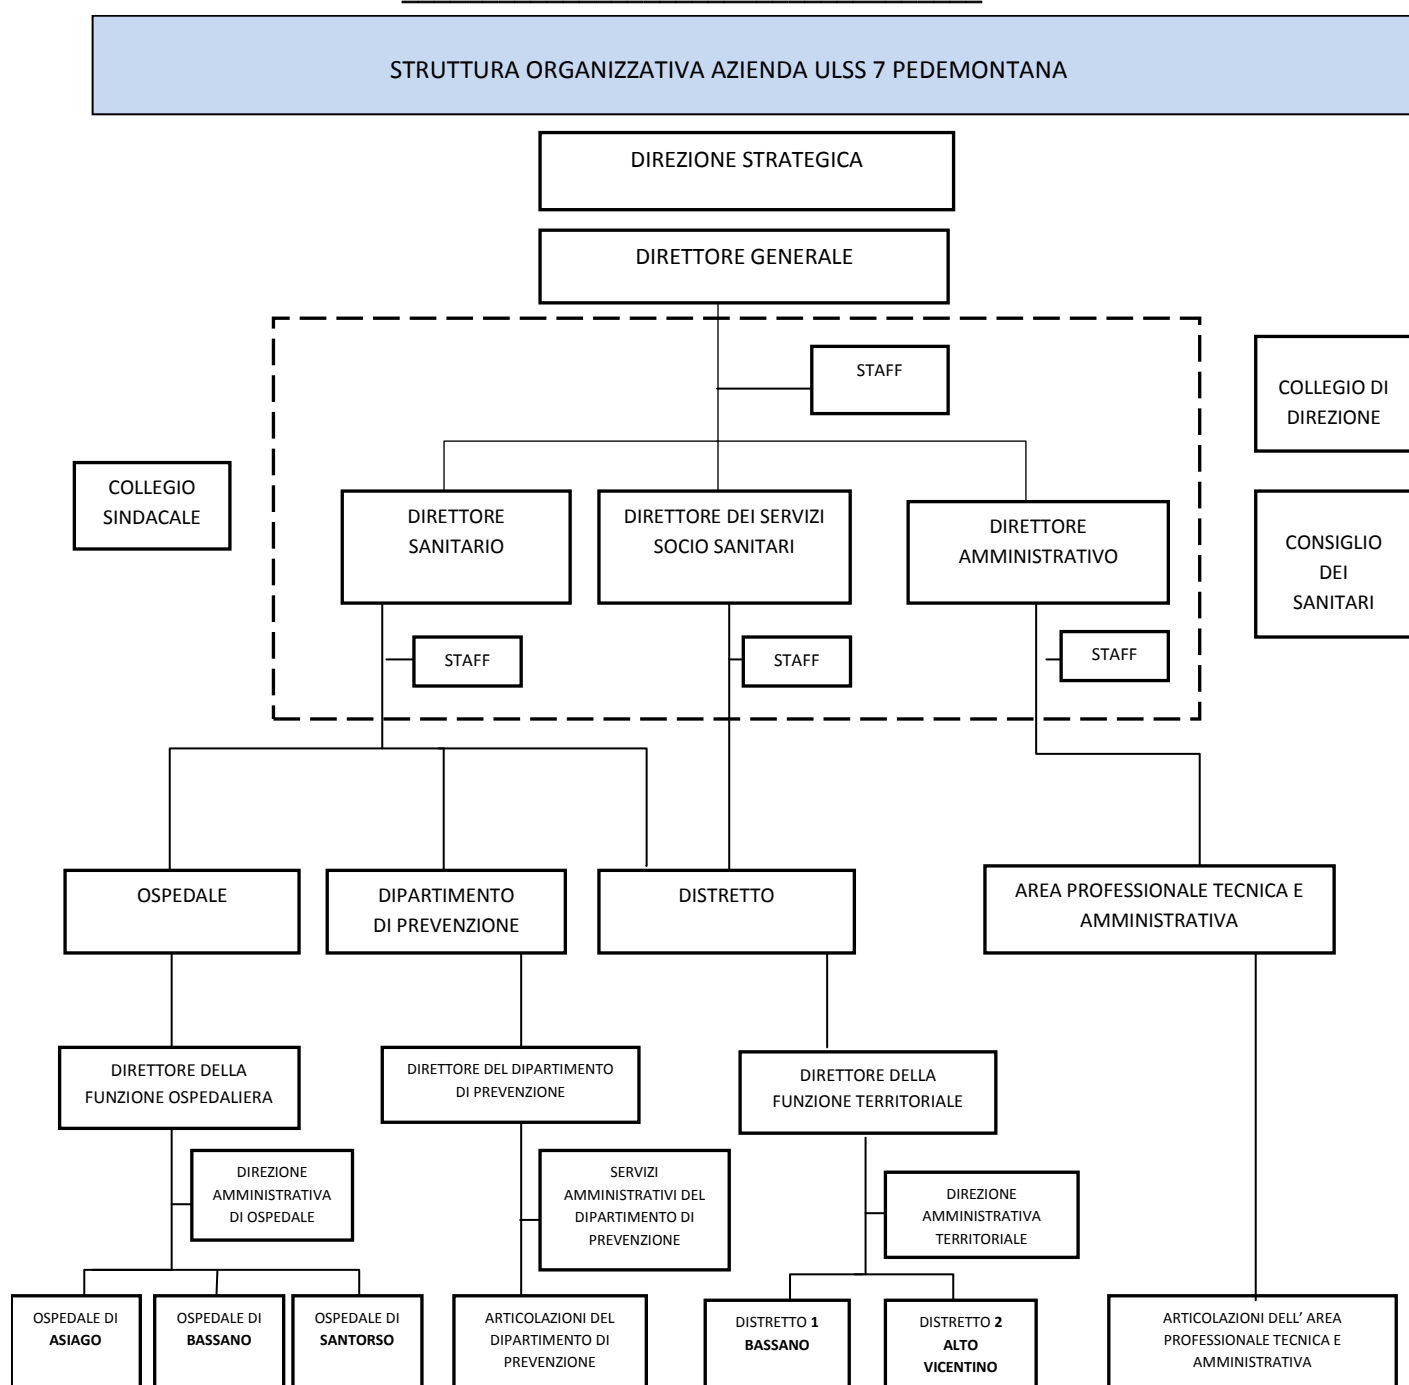 STRUTTURA ORGANIZZATIVA AZIENDA ULSS 7 PEDEMONTANA
DIREZIONE STRATEGICA
DIRETTORE GENERALE
STAFF
COLLEGIO DI
DIREZIONE
COLLEGIO
SINDACALE
DIRETTORE
SANITARIO
DIRETTORE DEI SERVIZI
SOCIO SANITARI
DIRETTORE
AMMINISTRATIVO
CONSIGLIO
DEI
SANITARI
STAFF
STAFF
STAFF
OSPEDALE
DIPARTIMENTO
DI PREVENZIONE
DISTRETTO
AREA PROFESSIONALE TECNICA E
AMMINISTRATIVA
DIRETTORE DELLA
FUNZIONE OSPEDALIERA
DIRETTORE DEL DIPARTIMENTO
DI PREVENZIONE
DIRETTORE DELLA
FUNZIONE TERRITORIALE
DIREZIONE
AMMINISTRATIVA
DI OSPEDALE
SERVIZI
AMMINISTRATIVI DEL
DIPARTIMENTO DI
PREVENZIONE
DIREZIONE
AMMINISTRATIVA
TERRITORIALE
OSPEDALE DI
ASIAGO
OSPEDALE DI
BASSANO
OSPEDALE DI
SANTORSO
ARTICOLAZIONI DEL
DIPARTIMENTO DI
PREVENZIONE
DISTRETTO 1
BASSANO
DISTRETTO 2
ALTO
VICENTINO
ARTICOLAZIONI DELL' AREA
PROFESSIONALE TECNICA E
AMMINISTRATIVA